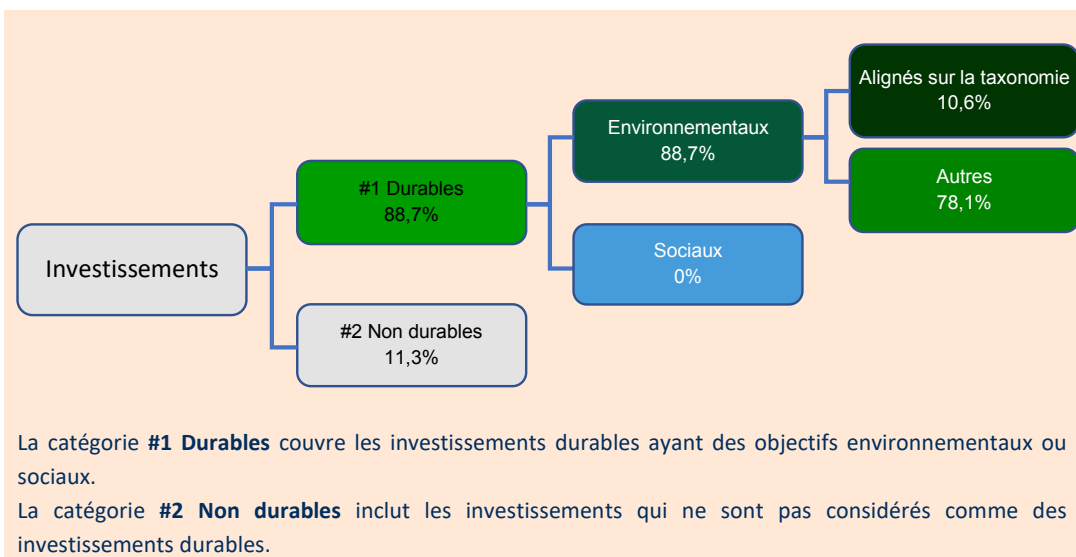 Alignés sur la taxonomie
10,6%
Environnementaux
88,7%
Autres
78,1%
#1 Durables
88,7%
Sociaux
0%
Investissements
#2 Non durables
11,3%
La catégorie #1 Durables couvre les investissements durables ayant des objectifs environnementaux ou
sociaux.
La catégorie #2 Non durables inclut les investissements qui ne sont pas considérés comme des
investissements durables.